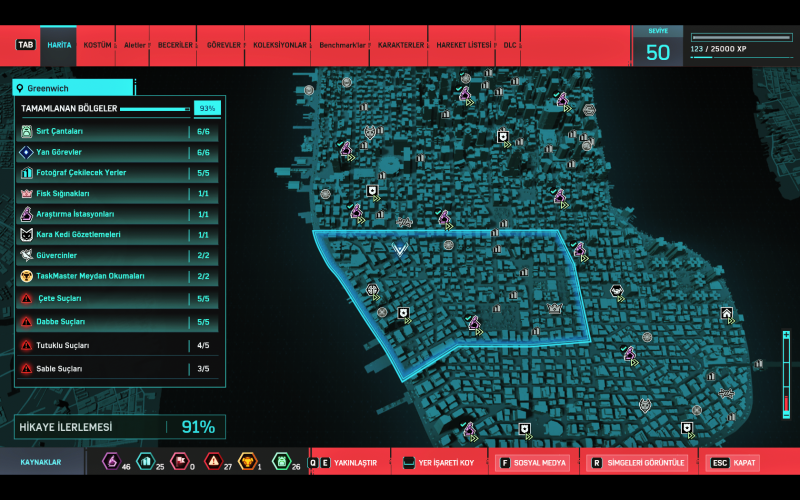 TAB HARİTA KOSTÜM Aletler BECERİLER GÖREVLER KOLEKSİYONLAR Benchmark'lar KARAKTERLER HAREKET LİSTESİ DLC
SEVİYE
50
123 / 25000 XP
Greenwich
TAMAMLANAN BÖLGELER 93%
Sırt Çantaları 6/6
Yan Görevler 6/6
Fotoğraf Çekilecek Yerler 5/5
Fisk Sığınakları 1/1
Araştırma İstasyonları 1/1
Kara Kedi Gözetlemeleri 1/1
Güvercinler 2/2
TaskMaster Meydan Okumaları 2/2
Çete Suçları 5/5
Dabbe Suçları 5/5
Tutuklu Suçları 4/5
Sable Suçları 3/5
HİKAYE İLERLEMESİ 91%
KAYNAKLAR 46 25 0 27 1 26 Q E YAKINLAŞTIR YER İŞARETİ KOY F SOSYAL MEDYA R SİMGELERİ GÖRÜNTÜLE ESC KAPAT